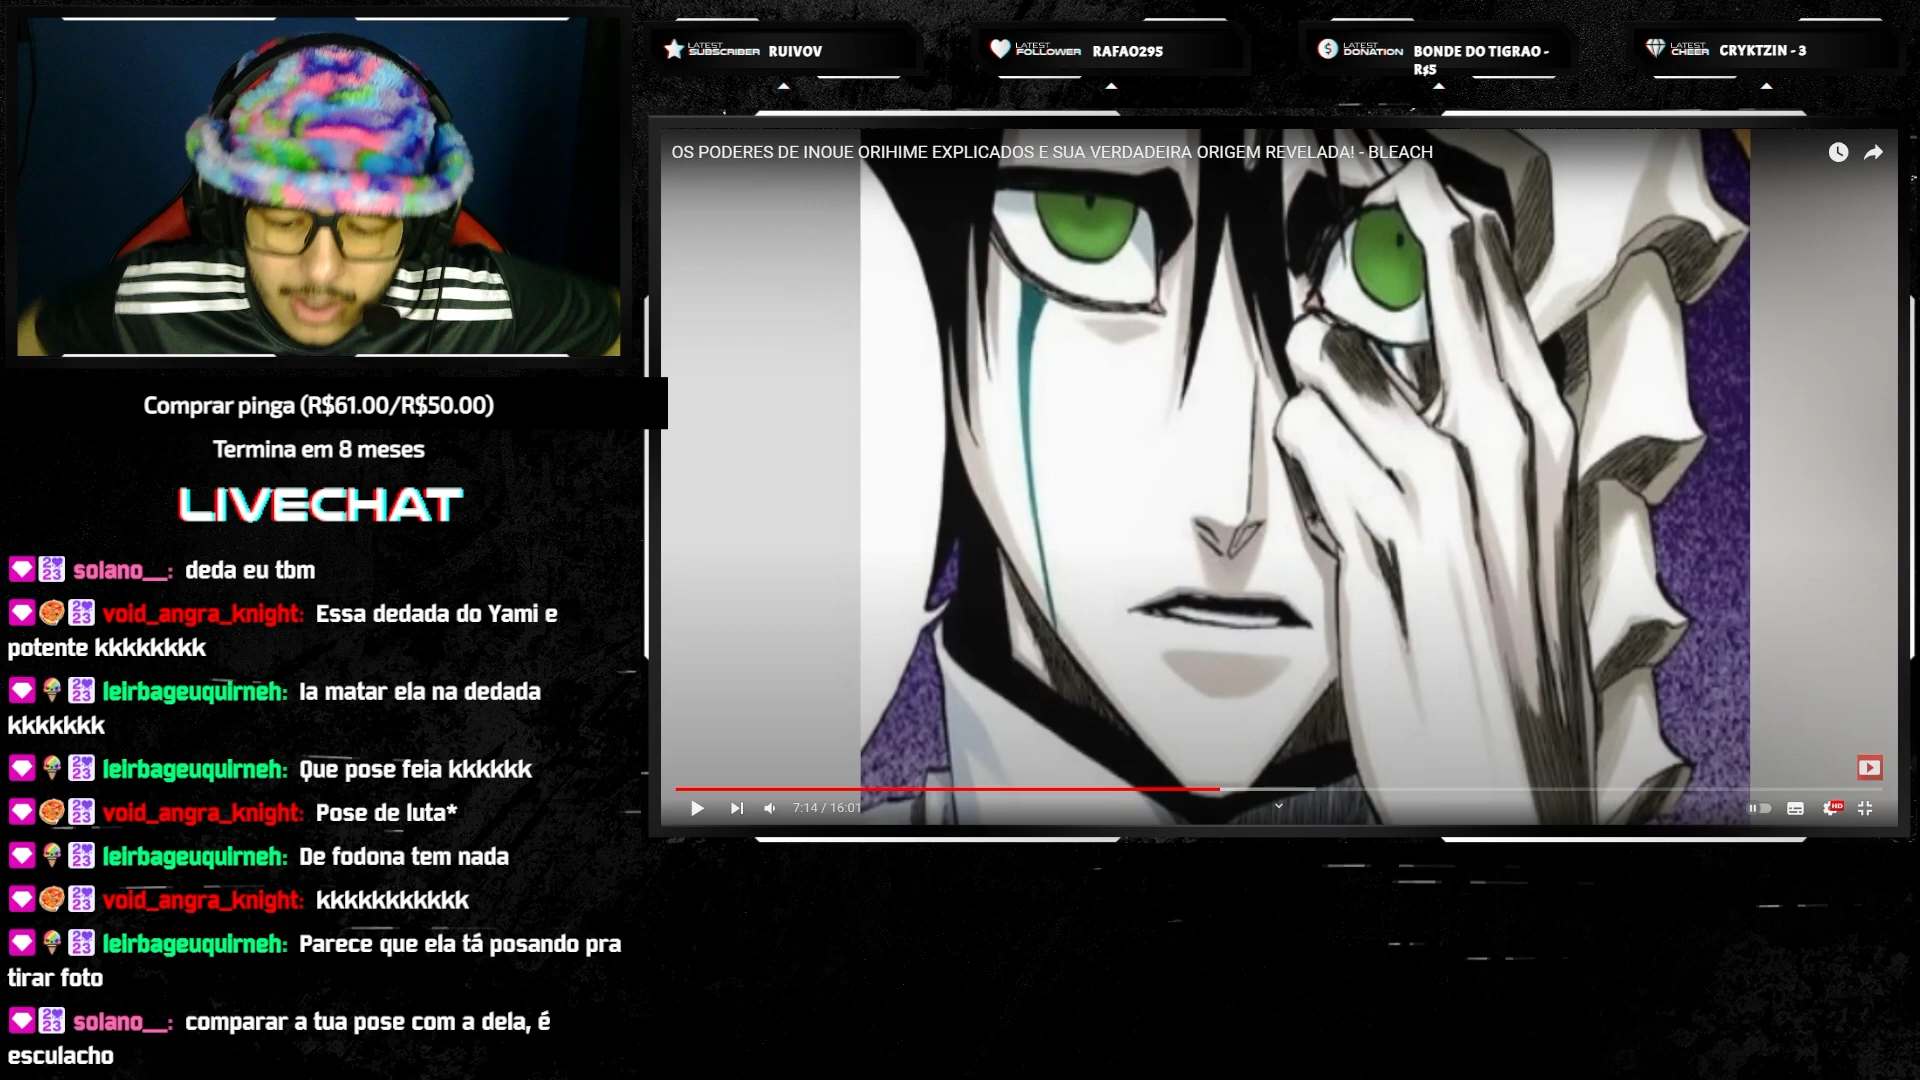 LATEST SUBSCRIBER RUIVOV
LATEST FOLLOWER RAFAO295
LATEST DONATION BONDE DO TIGRAO -
R$5
LATEST CHEER CRYKTZIN - 3
OS PODERES DE INOUE ORIHIME EXPLICADOS E SUA VERDADEIRA ORIGEM REVELADA! - BLEACH
7:14 / 16:01
HD
Comprar pinga (R$61.00/R$50.00)
Termina em 8 meses
LIVECHAT
solano__: deda eu tbm
void_angra_knight: Essa dedada do Yami e
potente kkkkkkkk
leirbageuquirneh: Ia matar ela na dedada
kkkkkkk
leirbageuquirneh: Que pose feia kkkkkk
void_angra_knight: Pose de luta*
leirbageuquirneh: De fodona tem nada
void_angra_knight: kkkkkkkkkkk
leirbageuquirneh: Parece que ela tá posando pra
tirar foto
solano__: comparar a tua pose com a dela, é
esculacho